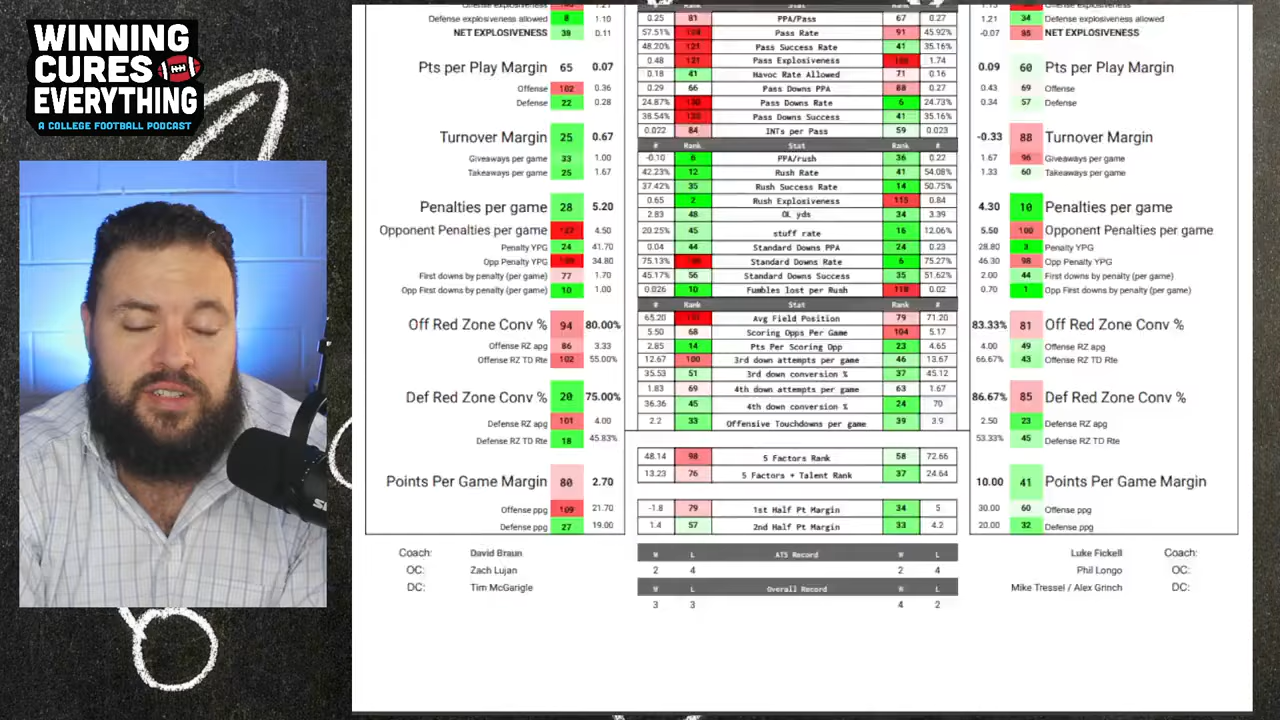 WINNING
CURES
EVERYTHING
A COLLEGE FOOTBALL PODCAST
Defense explosiveness allowed 8 1.10
NET EXPLOSIVENESS 39 0.11
Pts per Play Margin 65 0.07
Offense 102 0.36
Defense 22 0.28
Turnover Margin 25 0.67
Giveaways per game 33 1.00
Takeaways per game 25 1.67
Penalties per game 28 5.20
Opponent Penalties per game 4.50
Penalty YPG 24 41.70
Opp Penalty YPG 34.80
First downs by penalty (per game) 77 1.70
Opp First downs by penalty (per game) 10 1.00
Off Red Zone Conv % 94 80.00%
Offense RZ apg 86 3.33
Offense RZ TD Rte 102 55.00%
Def Red Zone Conv % 20 75.00%
Defense RZ apg 101 4.00
Defense RZ TD Rte 18 45.83%
Points Per Game Margin 80 2.70
Offense ppg 109 21.70
Defense ppg 27 19.00
Coach: David Braun
OC: Zach Lujan
DC: Tim McGarigle
0.25 81 PPA/Pass 67 0.27
57.51% Pass Rate 91 45.92%
48.20% 121 Pass Success Rate 41 35.16%
0.48 121 Pass Explosiveness 1.74
0.18 41 Havoc Rate Allowed 71 0.16
0.29 66 Pass Downs PPA 88 0.27
24.87% Pass Downs Rate 6 24.73%
38.54% Pass Downs Success 41 35.16%
0.022 84 INTs per Pass 59 0.023
# Rank Stat Rank #
-0.10 6 PPA/rush 36 0.22
42.23% 12 Rush Rate 41 54.08%
37.42% 35 Rush Success Rate 14 50.75%
0.65 2 Rush Explosiveness 115 0.84
2.83 48 OL yds 34 3.39
20.25% 45 stuff rate 16 12.06%
0.04 44 Standard Downs PPA 24 0.23
75.13% Standard Downs Rate 6 75.27%
45.17% 56 Standard Downs Success 35 51.62%
0.026 10 Fumbles lost per Rush 118 0.02
# Rank Stat Rank #
65.20 Avg Field Position 79 71.20
5.50 68 Scoring Opps Per Game 104 5.17
2.85 14 Pts Per Scoring Opp 23 4.65
12.67 100 3rd down attempts per game 46 13.67
35.53 51 3rd down conversion % 37 45.12
1.83 69 4th down attempts per game 63 1.67
36.36 45 4th down conversion % 24 70
2.2 33 Offensive Touchdowns per game 39 3.9
48.14 98 5 Factors Rank 58 72.66
13.23 76 5 Factors + Talent Rank 37 24.64
-1.8 79 1st Half Pt Margin 34 5
1.4 57 2nd Half Pt Margin 33 4.2
W L ATS Record W L
2 4 2 4
W L Overall Record W L
3 3 4 2
1.21 34 Defense explosiveness allowed
-0.07 NET EXPLOSIVENESS
0.09 60 Pts per Play Margin
0.43 69 Offense
0.34 57 Defense
-0.33 88 Turnover Margin
1.67 96 Giveaways per game
1.33 60 Takeaways per game
4.30 10 Penalties per game
5.50 100 Opponent Penalties per game
28.80 3 Penalty YPG
46.30 98 Opp Penalty YPG
2.00 44 First downs by penalty (per game)
0.70 1 Opp First downs by penalty (per game)
83.33% 81 Off Red Zone Conv %
4.00 49 Offense RZ apg
66.67% 43 Offense RZ TD Rte
86.67% 85 Def Red Zone Conv %
2.50 23 Defense RZ apg
53.33% 45 Defense RZ TD Rte
10.00 41 Points Per Game Margin
30.00 60 Offense ppg
20.00 32 Defense ppg
Luke Fickell Coach:
Phil Longo OC:
Mike Tressel / Alex Grinch DC: